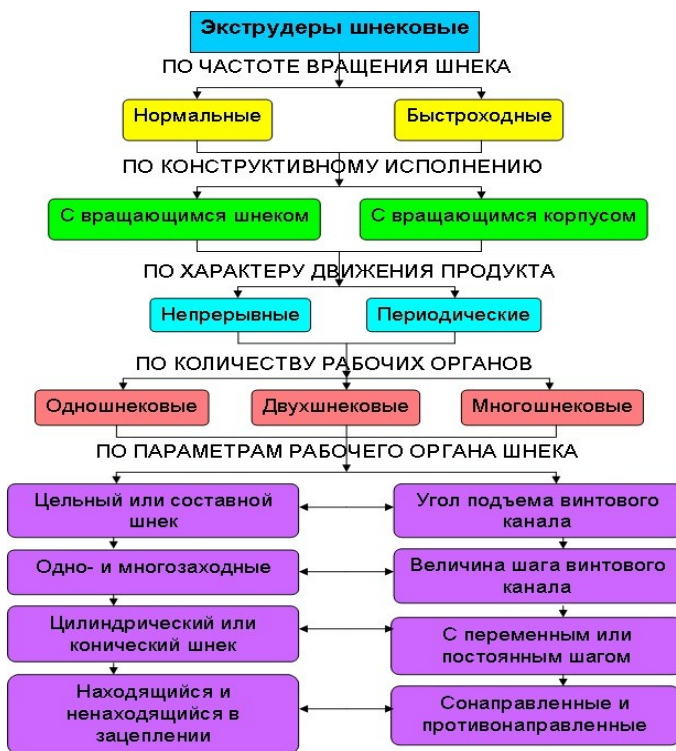 Экструдеры шнековые
ПО ЧАСТОТЕ ВРАЩЕНИЯ ШНЕКА
Нормальные
Быстроходные
ПО КОНСТРУКТИВНОМУ ИСПОЛНЕНИЮ
С вращающимся шнеком
С вращающимся корпусом
ПО ХАРАКТЕРУ ДВИЖЕНИЯ ПРОДУКТА
Непрерывные
Периодические
ПО КОЛИЧЕСТВУ РАБОЧИХ ОРГАНОВ
Одношнековые
Двухшнековые
Многошнековые
ПО ПАРАМЕТРАМ РАБОЧЕГО ОРГАНА ШНЕКА
Цельный или составной
шнек
Угол подъема винтового
канала
Одно- и многозаходные
Величина шага винтового
канала
Цилиндрический или
конический шнек
С переменным или
постоянным шагом
Находящийся и
ненаходящийся в
зацеплении
Сонаправленные и
противонаправленные